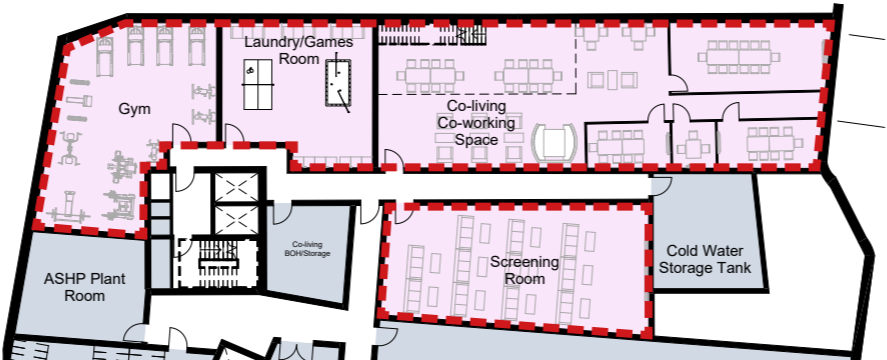 Laundry/Games
Room
Gym
Co-living
Co-working
Space
Co-living
BOH/Storage
Screening
Room
Cold Water
Storage Tank
ASHP Plant
Room